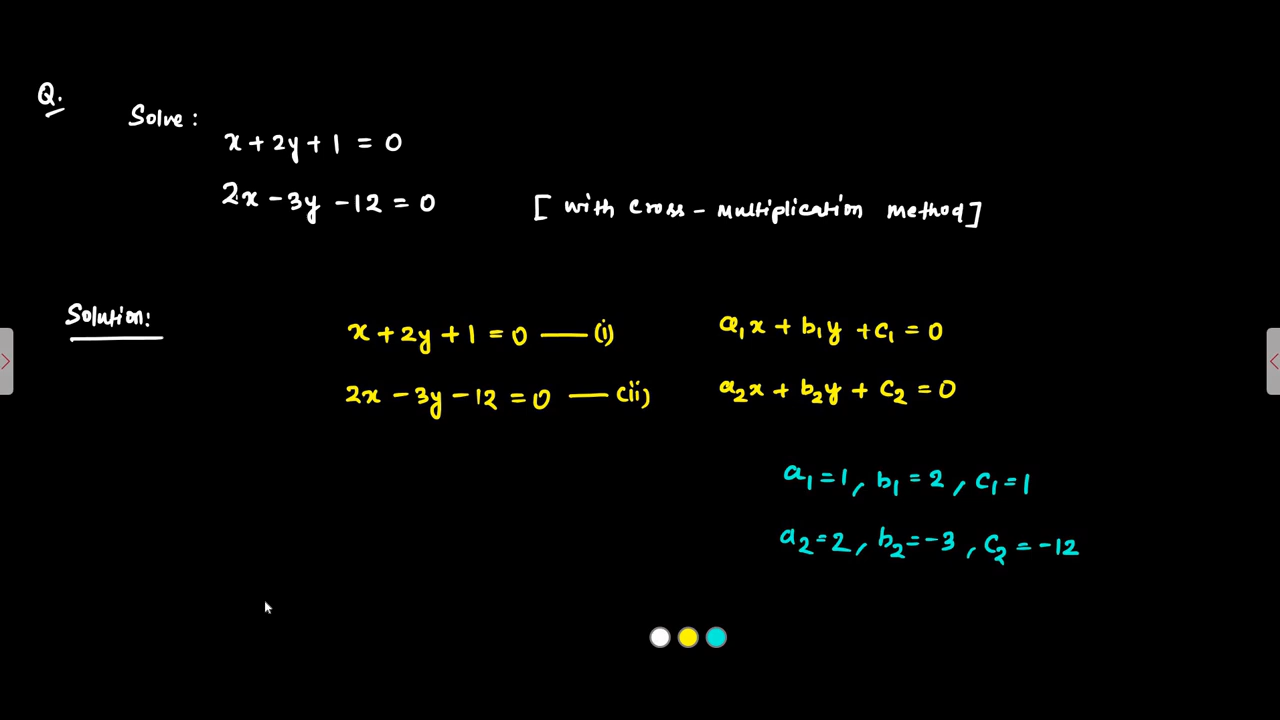 Q.
Solve:
x + 2y + 1 = 0
2x - 3y - 12 = 0 [ with cross - multiplication method]
Solution:
x + 2y + 1 = 0 —— (i) a₁x + b₁y + c₁ = 0
2x - 3y - 12 = 0 —— (ii) a₂x + b₂y + c₂ = 0
a₁ = 1, b₁ = 2, c₁ = 1
a₂ = 2, b₂ = -3, c₂ = -12